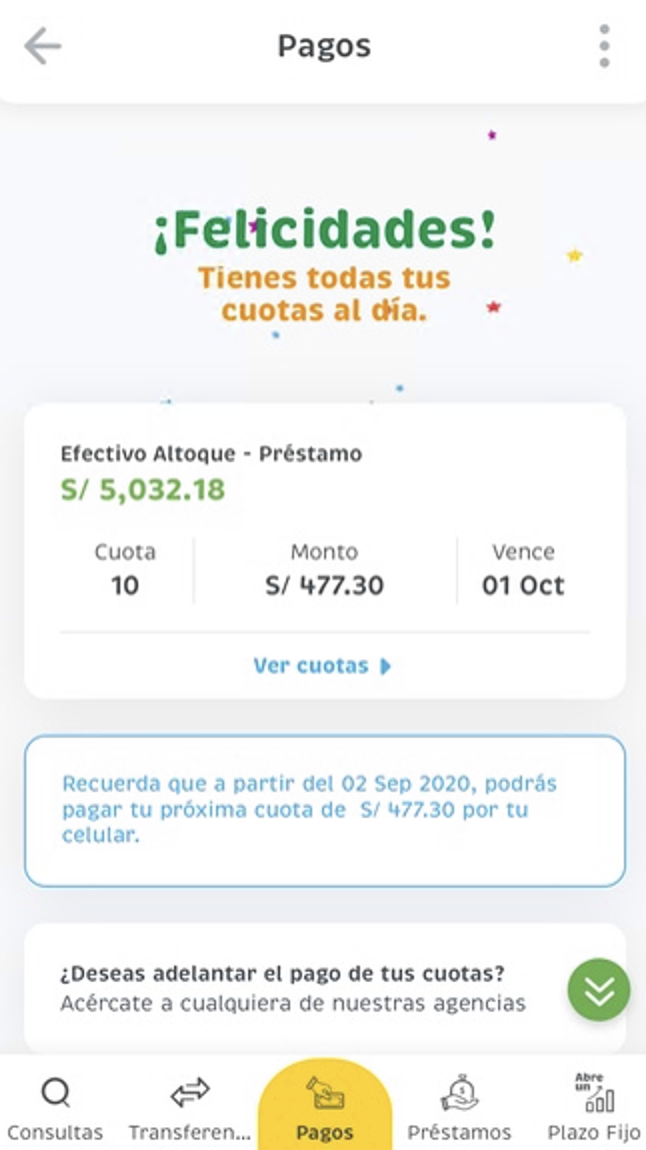 Pagos
¡Felicidades!
Tienes todas tus
cuotas al día.
Efectivo Altoque - Préstamo
S/ 5,032.18
Cuota
10
Monto
S/ 477.30
Vence
01 Oct
Ver cuotas
Recuerda que a partir del 02 Sep 2020, podrás
pagar tu próxima cuota de S/ 477.30 por tu
celular.
¿Deseas adelantar el pago de tus cuotas?
Acércate a cualquiera de nuestras agencias
Consultas
Transferen...
Pagos
Préstamos
Abre
un
Plazo Fijo